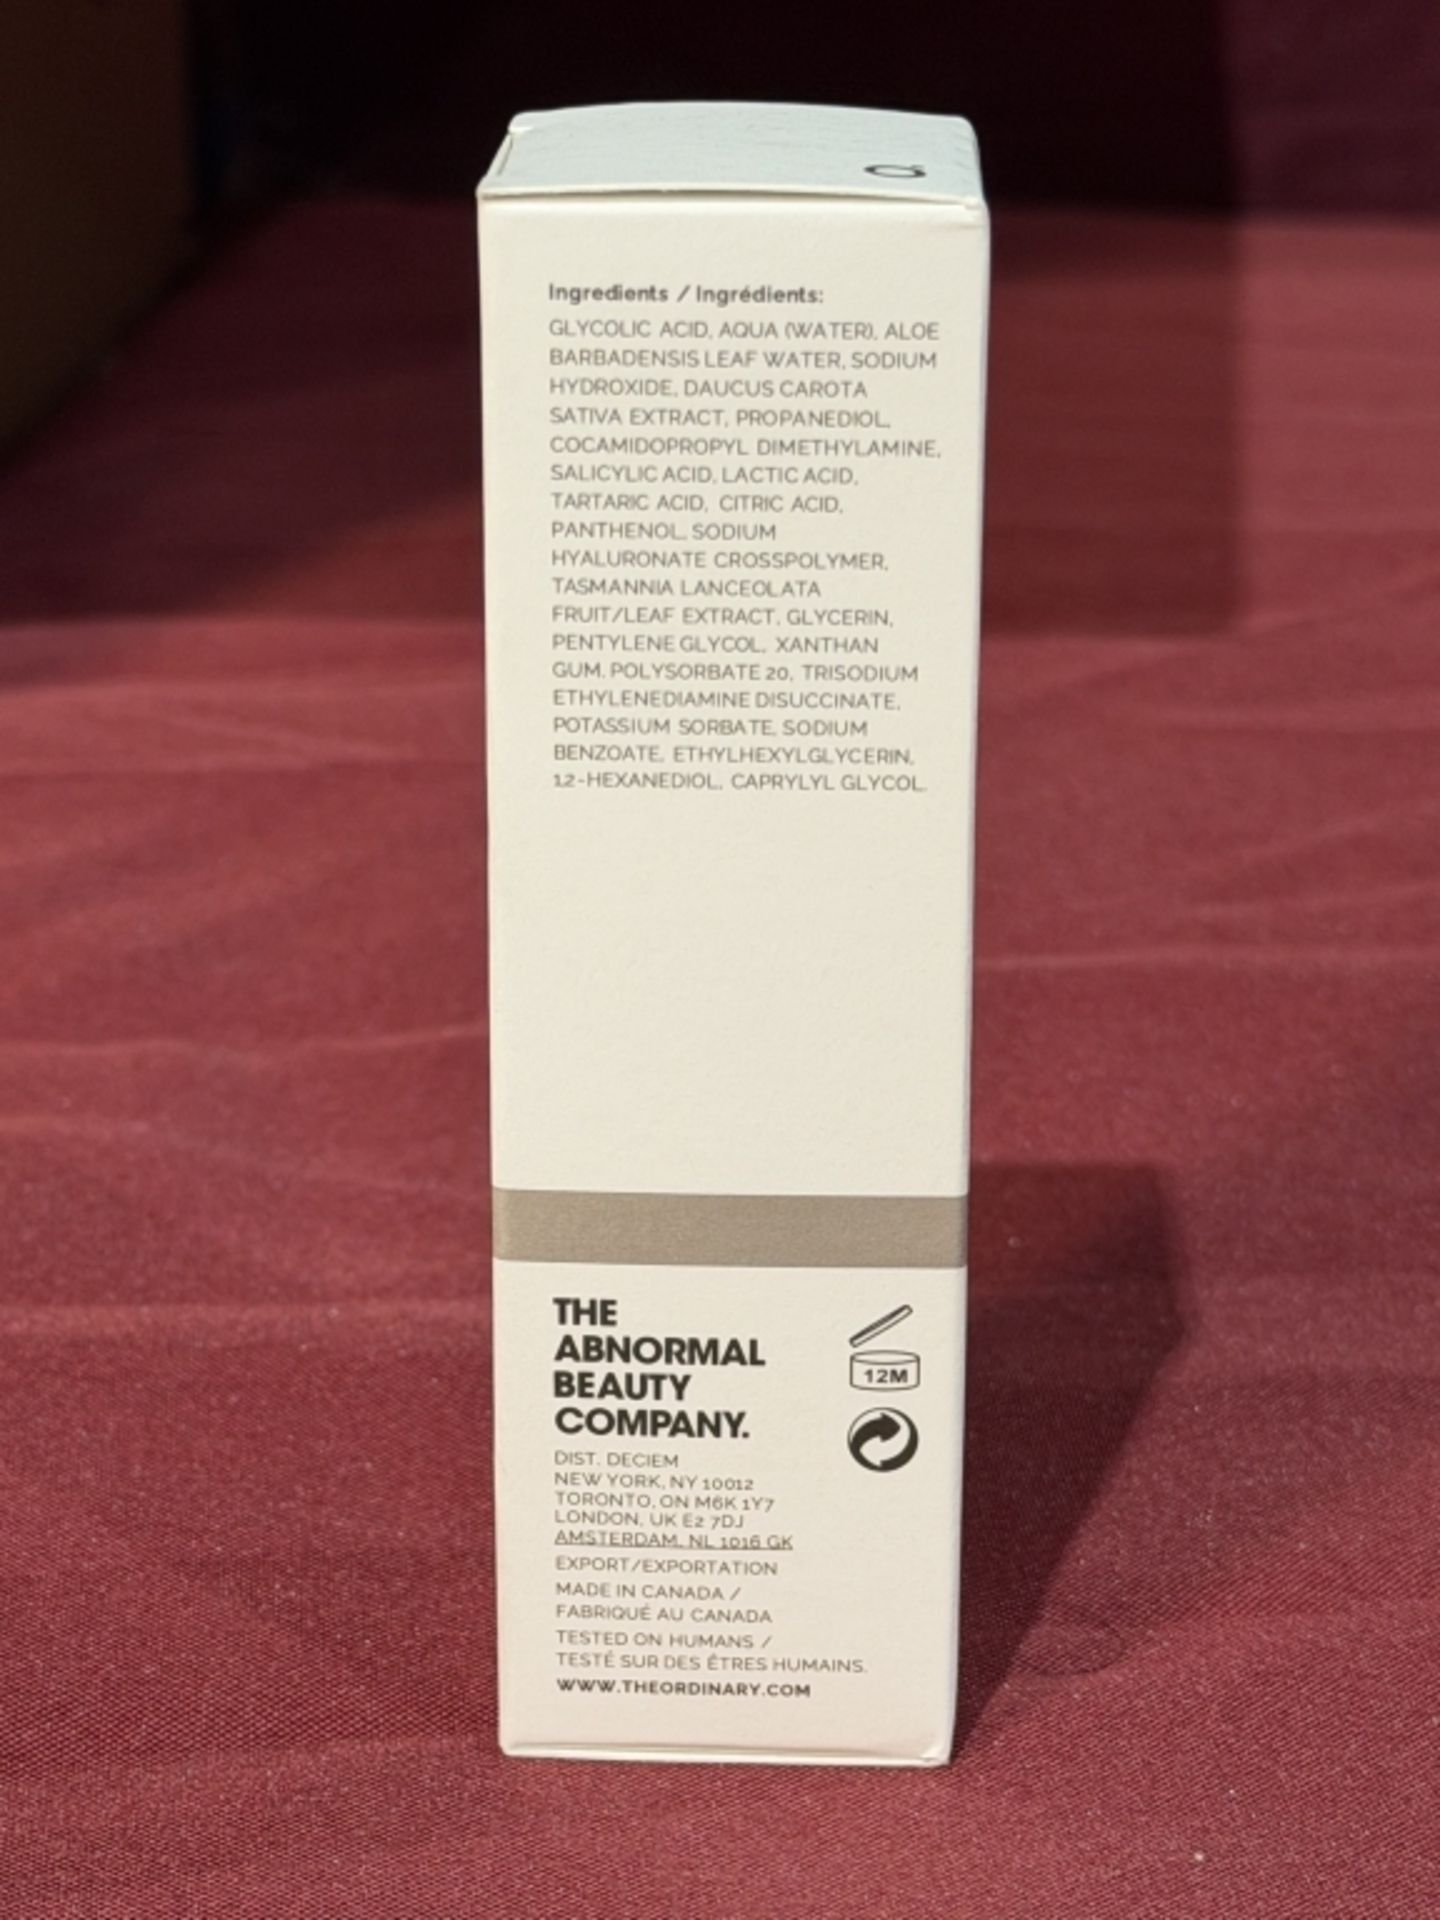 Ingredients / Ingrédients:
GLYCOLIC ACID, AQUA (WATER), ALOE
BARBADENSIS LEAF WATER, SODIUM
HYDROXIDE, DAUCUS CAROTA
SATIVA EXTRACT, PROPANEDIOL,
COCAMIDOPROPYL DIMETHYLAMINE,
SALICYLIC ACID, LACTIC ACID,
TARTARIC ACID, CITRIC ACID,
PANTHENOL, SODIUM
HYALURONATE CROSSPOLYMER,
TASMANNIA LANCEOLATA
FRUIT/LEAF EXTRACT, GLYCERIN,
PENTYLENE GLYCOL, XANTHAN
GUM, POLYSORBATE 20, TRISODIUM
ETHYLENEDIAMINE DISUCCINATE,
POTASSIUM SORBATE, SODIUM
BENZOATE, ETHYLHEXYLGLYCERIN,
1,2-HEXANEDIOL, CAPRYLYL GLYCOL.
THE
ABNORMAL
BEAUTY
COMPANY.
12M
DIST. DECIEM
NEW YORK, NY 10012
TORONTO, ON M6K 1Y7
LONDON, UK E2 7DJ
AMSTERDAM, NL 1016 GK
EXPORT/EXPORTATION
MADE IN CANADA /
FABRIQUÉ AU CANADA
TESTED ON HUMANS /
TESTÉ SUR DES ÊTRES HUMAINS.
WWW.THEORDINARY.COM